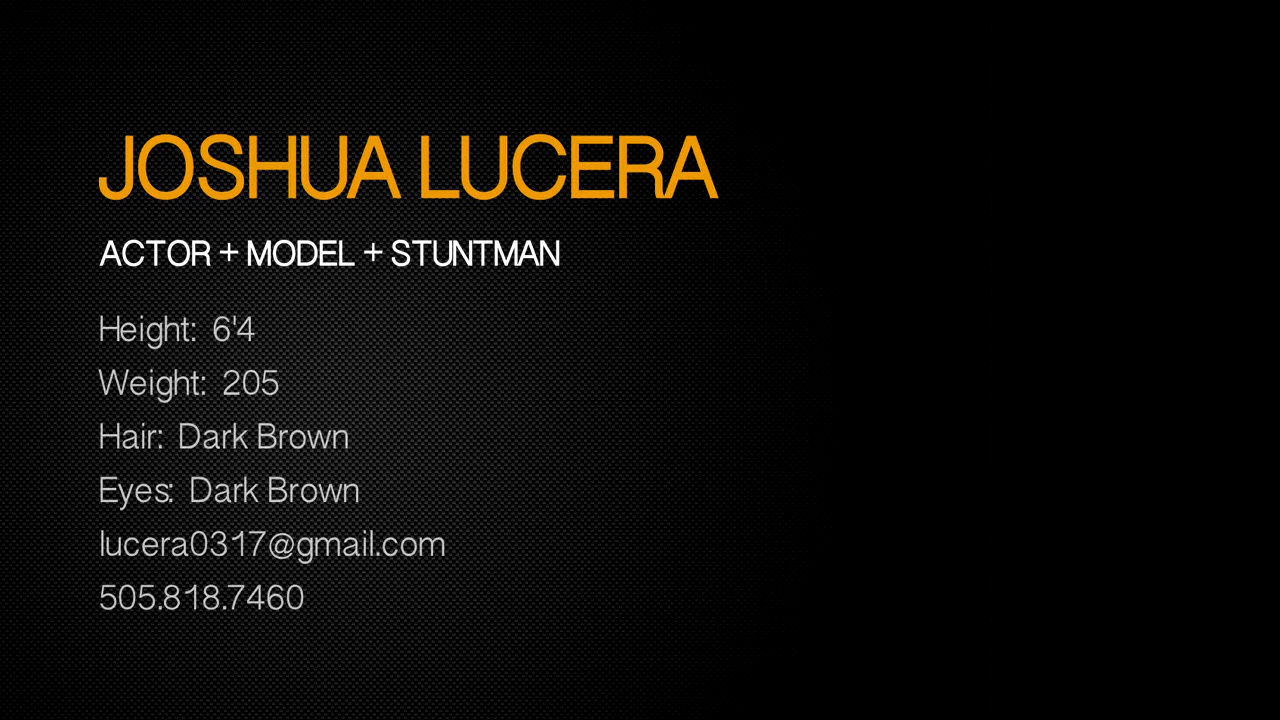 JOSHUA LUCERA
ACTOR + MODEL + STUNTMAN
Height: 6'4
Weight: 205
Hair: Dark Brown
Eyes: Dark Brown
lucera0317@gmail.com
505.818.7460